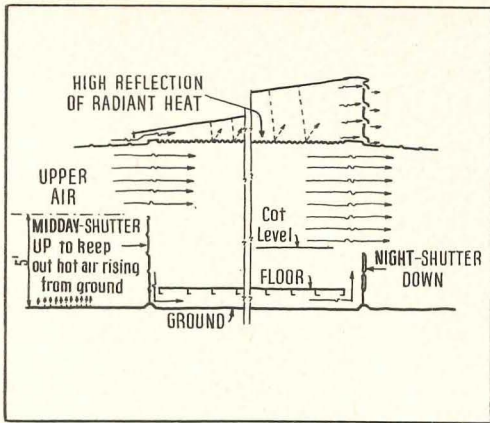 HIGH REFLECTION
OF RADIANT HEAT
UPPER
AIR
MIDDAY-SHUTTER
UP to keep
out hot air rising
from ground
5'
Cot
Level
NIGHT-SHUTTER
DOWN
FLOOR
GROUND